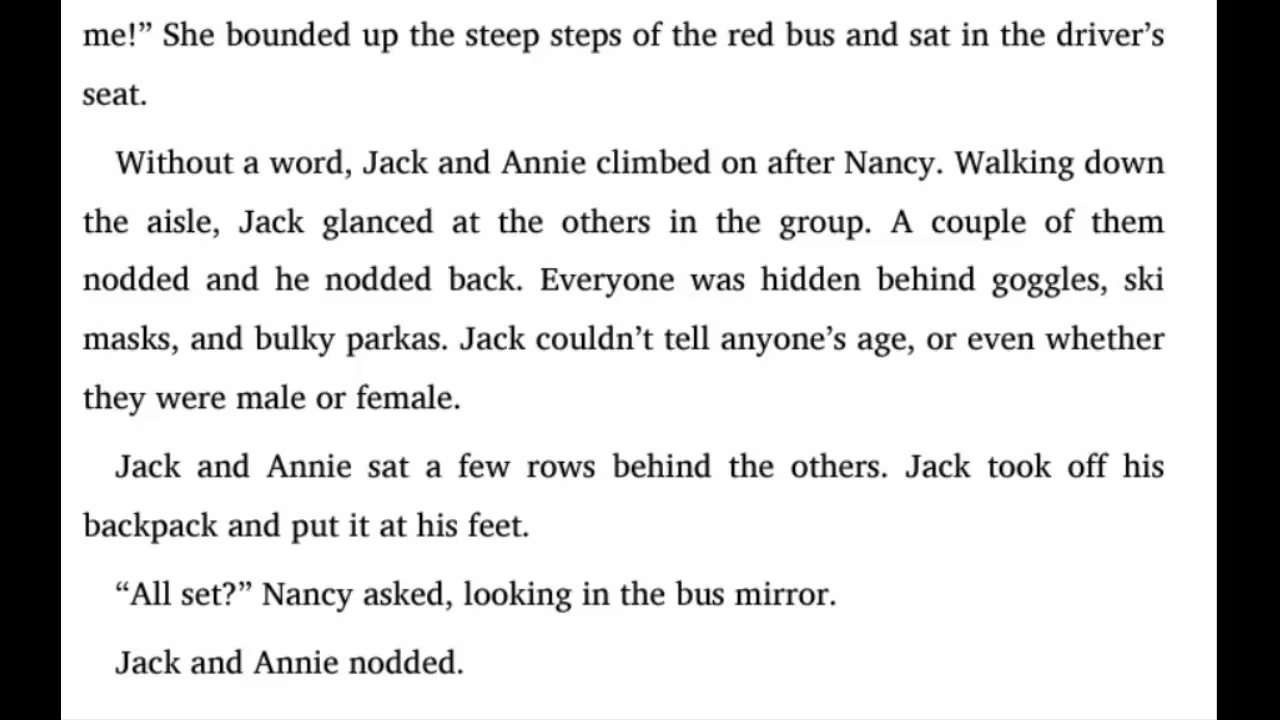 me!” She bounded up the steep steps of the red bus and sat in the driver’s
seat.
Without a word, Jack and Annie climbed on after Nancy. Walking down
the aisle, Jack glanced at the others in the group. A couple of them
nodded and he nodded back. Everyone was hidden behind goggles, ski
masks, and bulky parkas. Jack couldn’t tell anyone’s age, or even whether
they were male or female.
Jack and Annie sat a few rows behind the others. Jack took off his
backpack and put it at his feet.
“All set?” Nancy asked, looking in the bus mirror.
Jack and Annie nodded.